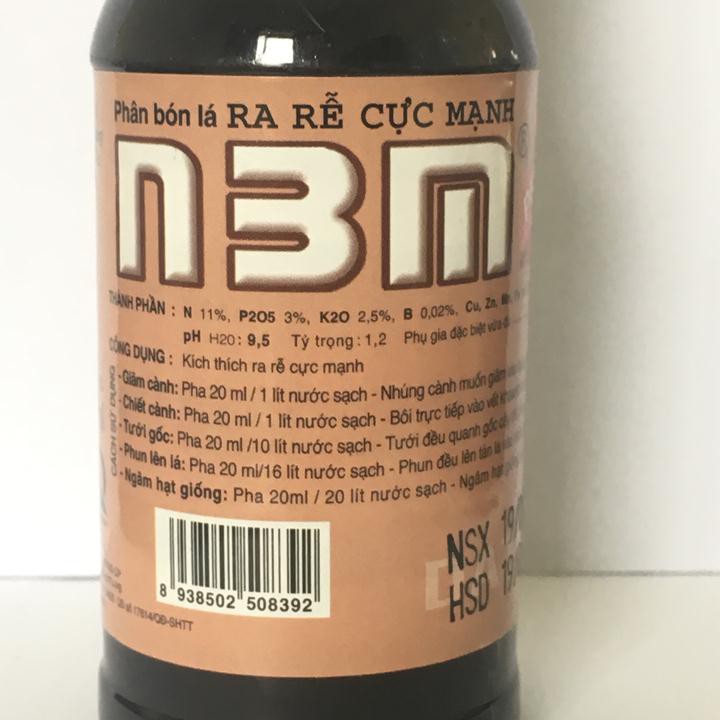 Phân bón lá RA RỄ CỰC MẠNH
n3m ®
THÀNH PHẦN : N 11%, P2O5 3%, K2O 2,5%, B 0,02%, Cu, Zn,
pH H2O: 9,5 Tỷ trọng: 1,2 Phụ gia đặc biệt vừa
CÔNG DỤNG : Kích thích ra rễ cực mạnh
CÁCH SỬ DỤNG
- Giâm cành: Pha 20 ml / 1 lít nước sạch - Nhúng cành muốn giâm
- Chiết cành: Pha 20 ml / 1 lít nước sạch - Bôi trực tiếp vào vết
- Tưới gốc: Pha 20 ml /10 lít nước sạch - Tưới đều quanh gốc
- Phun lên lá: Pha 20 ml/16 lít nước sạch - Phun đều lên tán lá
- Ngâm hạt giống: Pha 20ml / 20 lít nước sạch - Ngâm hạt
8 938502 508392
NSX 19/
HSD 19
17614/QĐ-SHTT